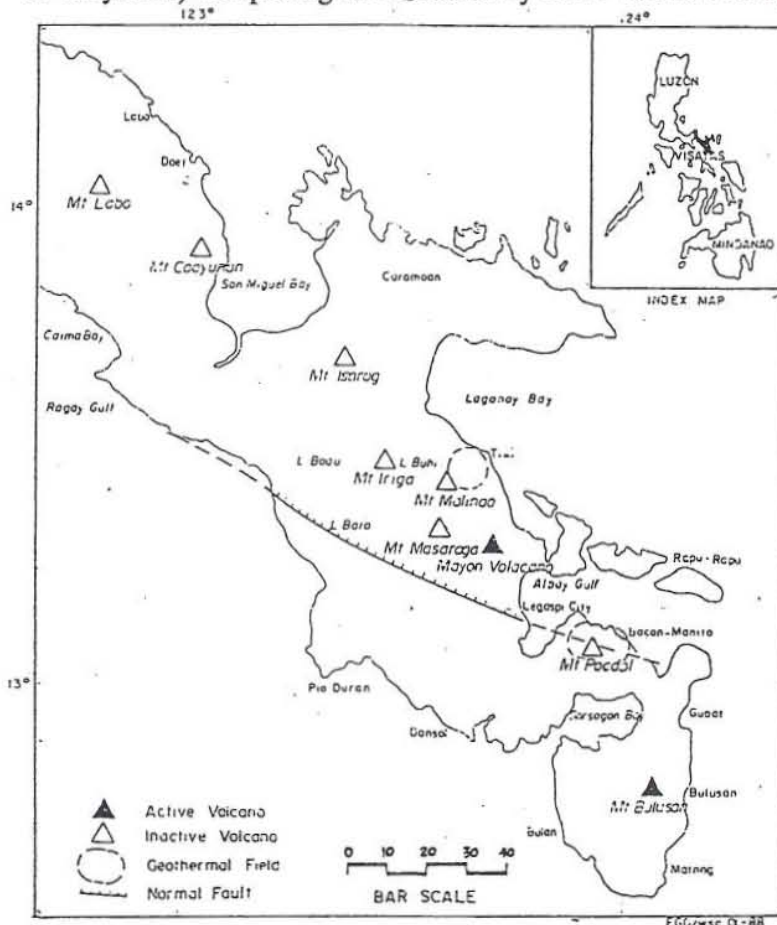 123°
124°
LUZON
VISAYAS
MINDANAO
INDEX MAP
14°
Daet
Mt Labo
Mt Cagyunan
San Miguel Bay
Caramoan
Mt Isarog
Ragay Gulf
Lagonoy Bay
L Buhi
Mt Iriga
Mt Malinao
Mt Masaraga
Mayon Volacano
Rapu-Rapu
Albay Gulf
Legaspi City
Bacon-Manito
Mt Pocdol
13°
Pio Duran
Donsol
Sorsogon Bay
Gubat
Mt Bulusan
Bulusan
Bulan
Matnog
Active Volcano
Inactive Volcano
Geothermal Field
Normal Fault
0 10 20 30 40
BAR SCALE